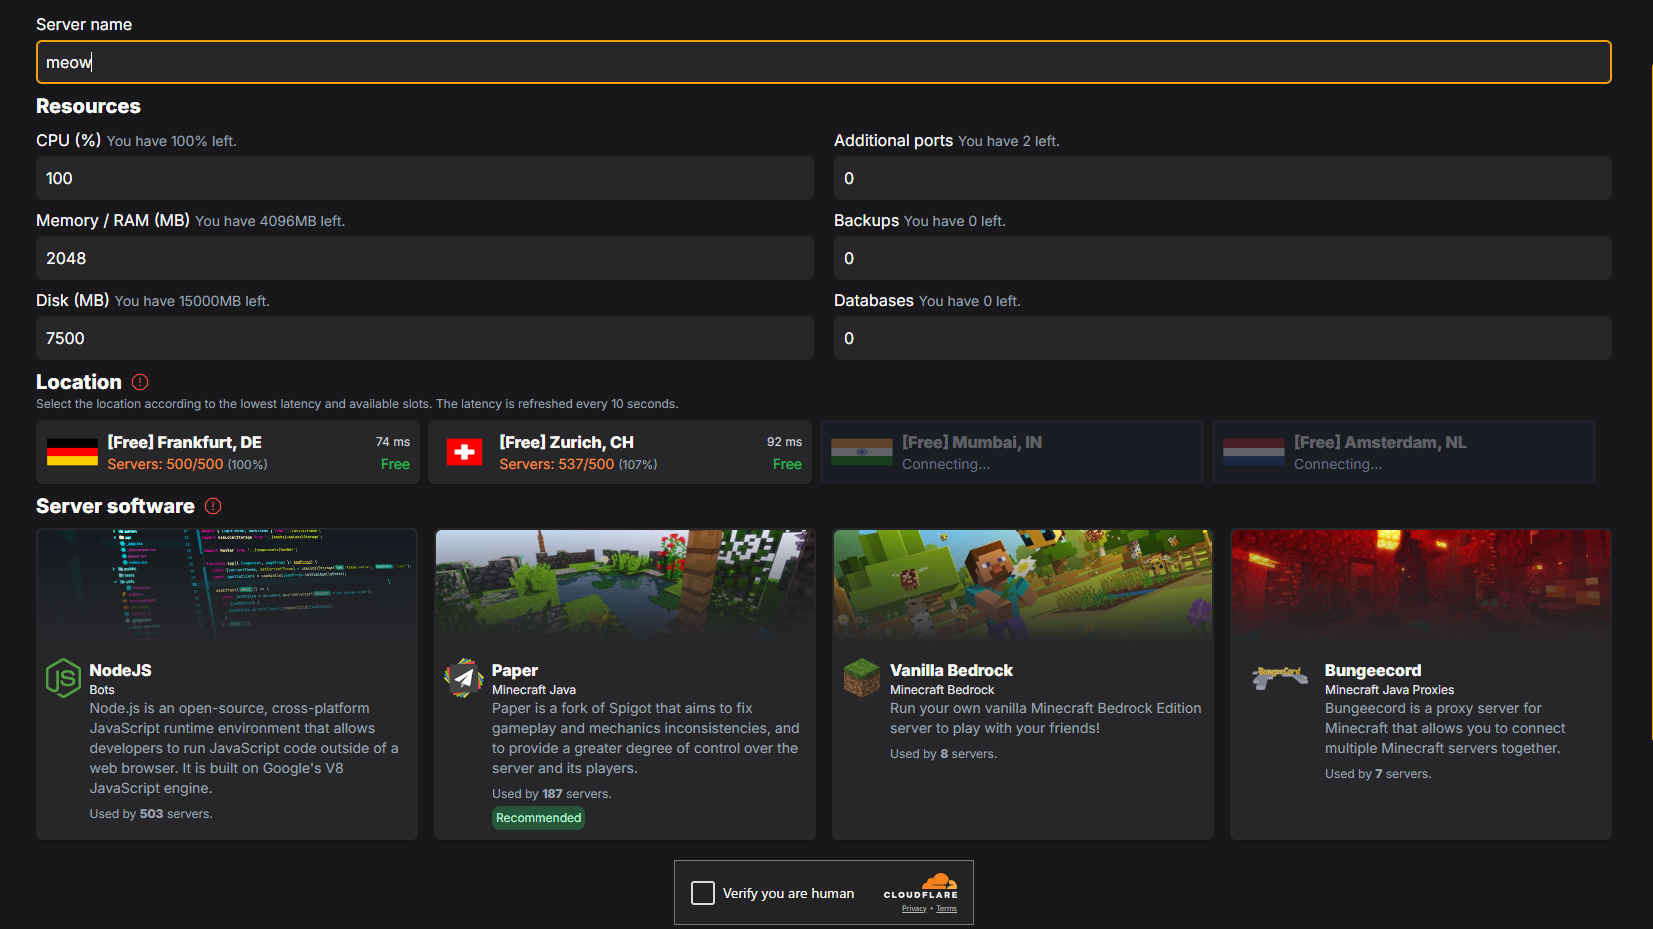 Server name
meow
Resources
CPU (%) You have 100% left.
100
Additional ports You have 2 left.
0
Memory / RAM (MB) You have 4096MB left.
2048
Backups You have 0 left.
0
Disk (MB) You have 15000MB left.
7500
Databases You have 0 left.
0
Location
Select the location according to the lowest latency and available slots. The latency is refreshed every 10 seconds.
[Free] Frankfurt, DE
74 ms
Servers: 500/500 (100%)
Free
[Free] Zurich, CH
92 ms
Servers: 537/500 (107%)
Free
[Free] Mumbai, IN
Connecting...
[Free] Amsterdam, NL
Connecting...
Server software
NodeJS
Bots
Node.js is an open-source, cross-platform
JavaScript runtime environment that allows
developers to run JavaScript code outside of a
web browser. It is built on Google's V8
JavaScript engine.
Used by 503 servers.
Paper
Minecraft Java
Paper is a fork of Spigot that aims to fix
gameplay and mechanics inconsistencies, and
to provide a greater degree of control over the
server and its players.
Used by 187 servers.
Recommended
Vanilla Bedrock
Minecraft Bedrock
Run your own vanilla Minecraft Bedrock Edition
server to play with your friends!
Used by 8 servers.
BungeeCord
Bungeecord
Minecraft Java Proxies
Bungeecord is a proxy server for
Minecraft that allows you to connect
multiple Minecraft servers together.
Used by 7 servers.
Verify you are human
CLOUDFLARE
Privacy • Terms